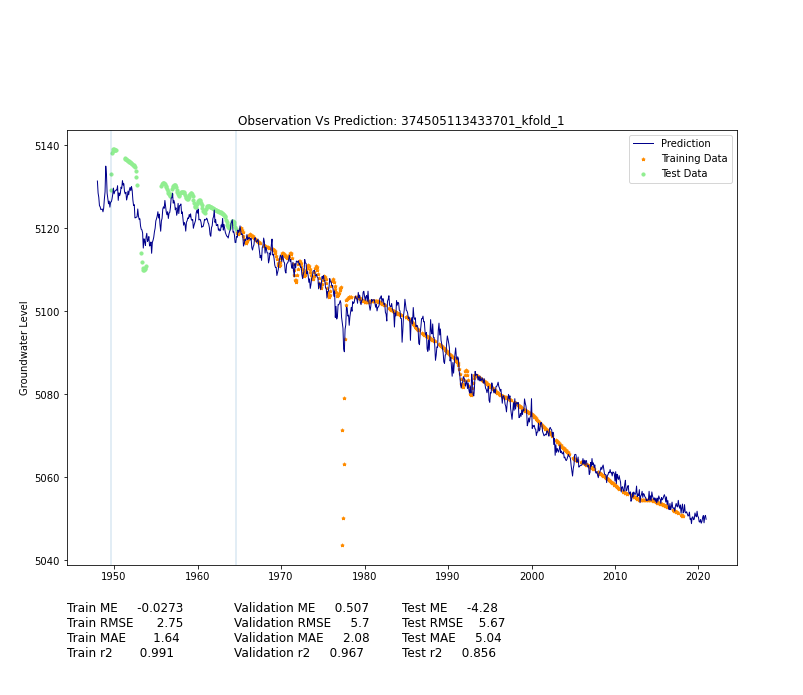 Observation Vs Prediction: 374505113433701_kfold_1
Prediction
Training Data
Test Data
Groundwater Level
5140
5120
5100
5080
5060
5040
1950 1960 1970 1980 1990 2000 2010 2020
Train ME -0.0273 Validation ME 0.507 Test ME -4.28
Train RMSE 2.75 Validation RMSE 5.7 Test RMSE 5.67
Train MAE 1.64 Validation MAE 2.08 Test MAE 5.04
Train r2 0.991 Validation r2 0.967 Test r2 0.856